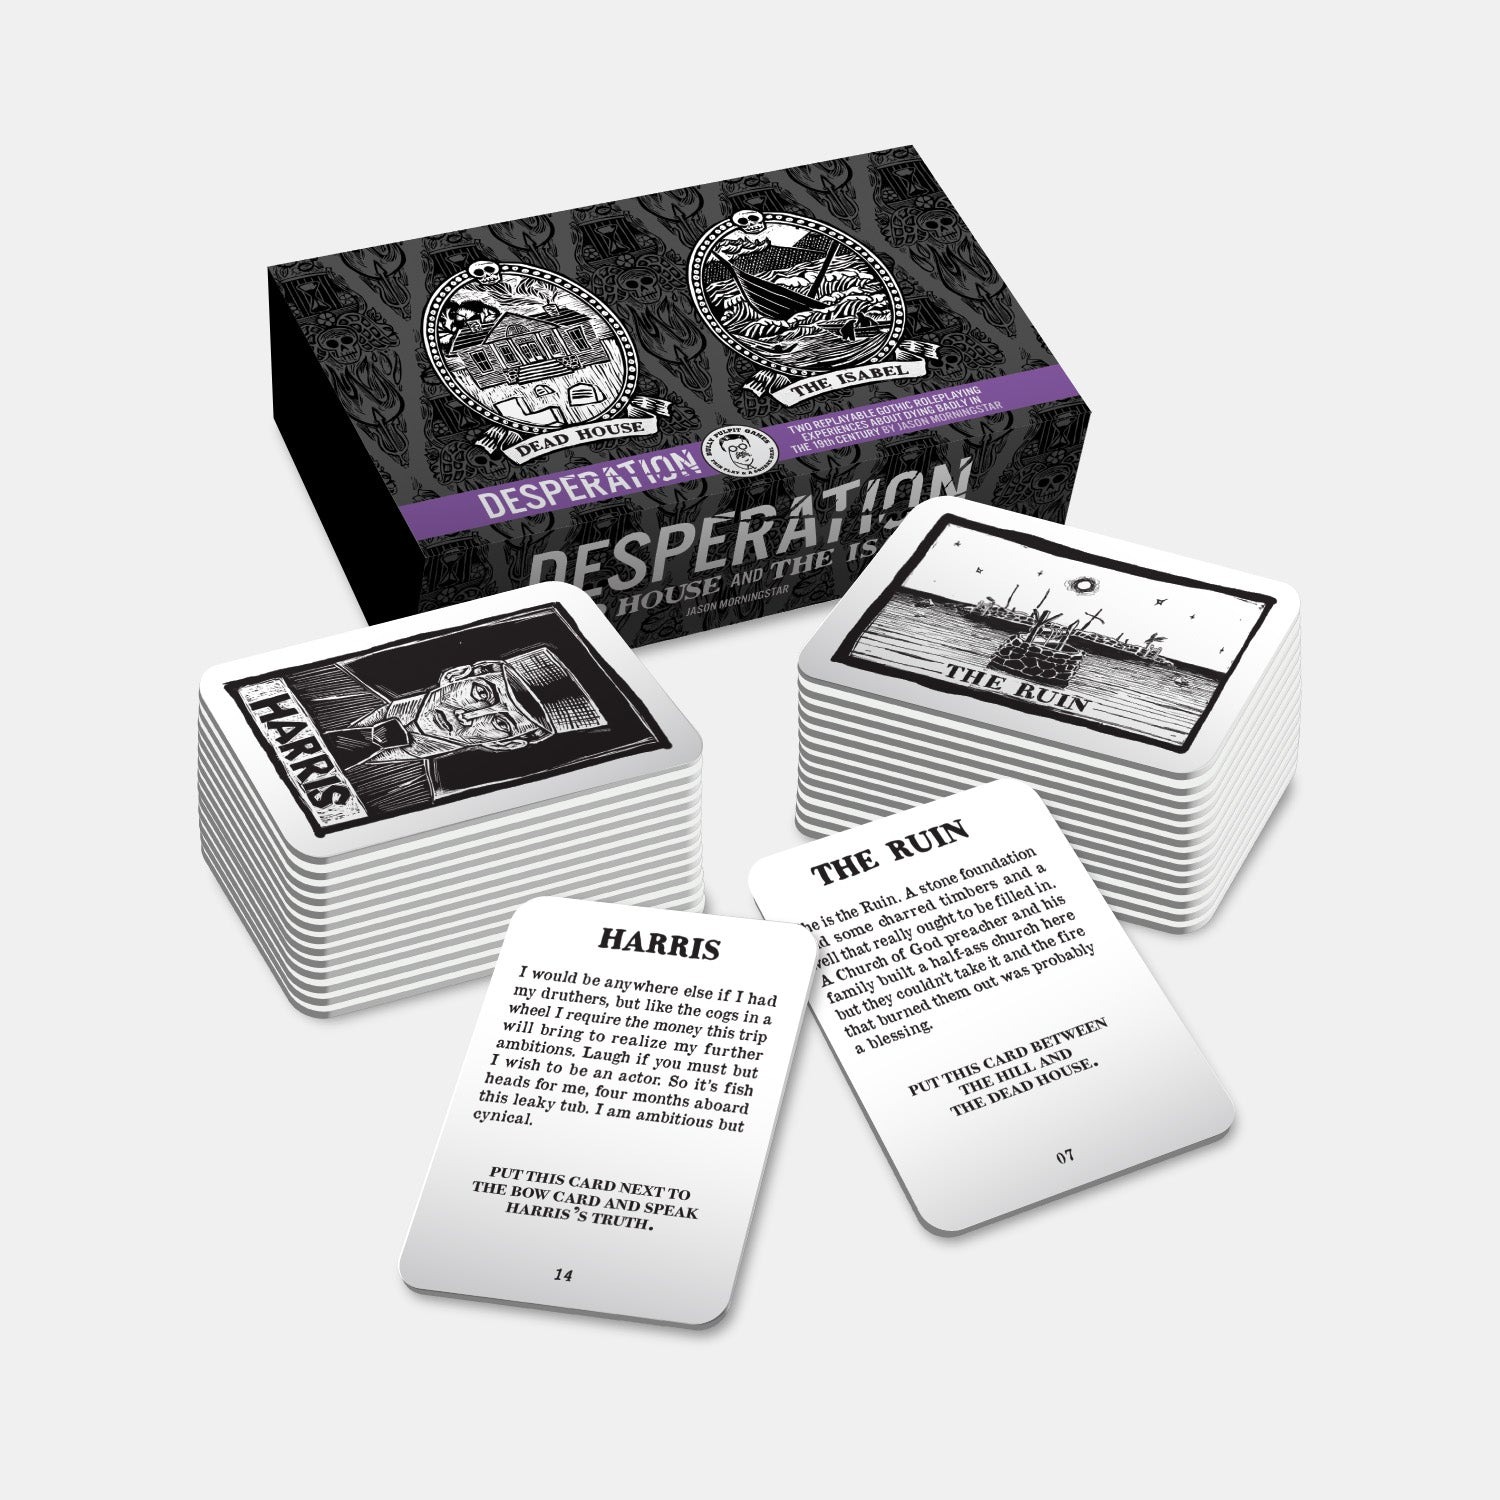 DEAD HOUSE
THE ISABEL
DESPERATION
BULLY PULPIT GAMES
TWO REPLAYABLE GOTHIC ROLEPLAYING
EXPERIENCES ABOUT DYING BADLY IN
THE 19th CENTURY BY JASON MORNINGSTAR
DESPERATION
HOUSE AND THE
JASON MORNINGSTAR
HARRIS
THE RUIN
THE RUIN
is the Ruin. A stone foundation
some charred timbers and a
that really ought to be filled in.
A Church of God preacher and his
family built a half-ass church here
but they couldn't take it and the fire
that burned them out was probably
a blessing.
PUT THIS CARD BETWEEN
THE HILL AND
THE DEAD HOUSE.
07
HARRIS
I would be anywhere else if I had
my druthers, but like the cogs in a
wheel I require the money this trip
will bring to realize my further
ambitions. Laugh if you must but
I wish to be an actor. So it's fish
heads for me, four months aboard
this leaky tub. I am ambitious but
cynical.
PUT THIS CARD NEXT TO
THE BOW CARD AND SPEAK
HARRIS'S TRUTH.
14